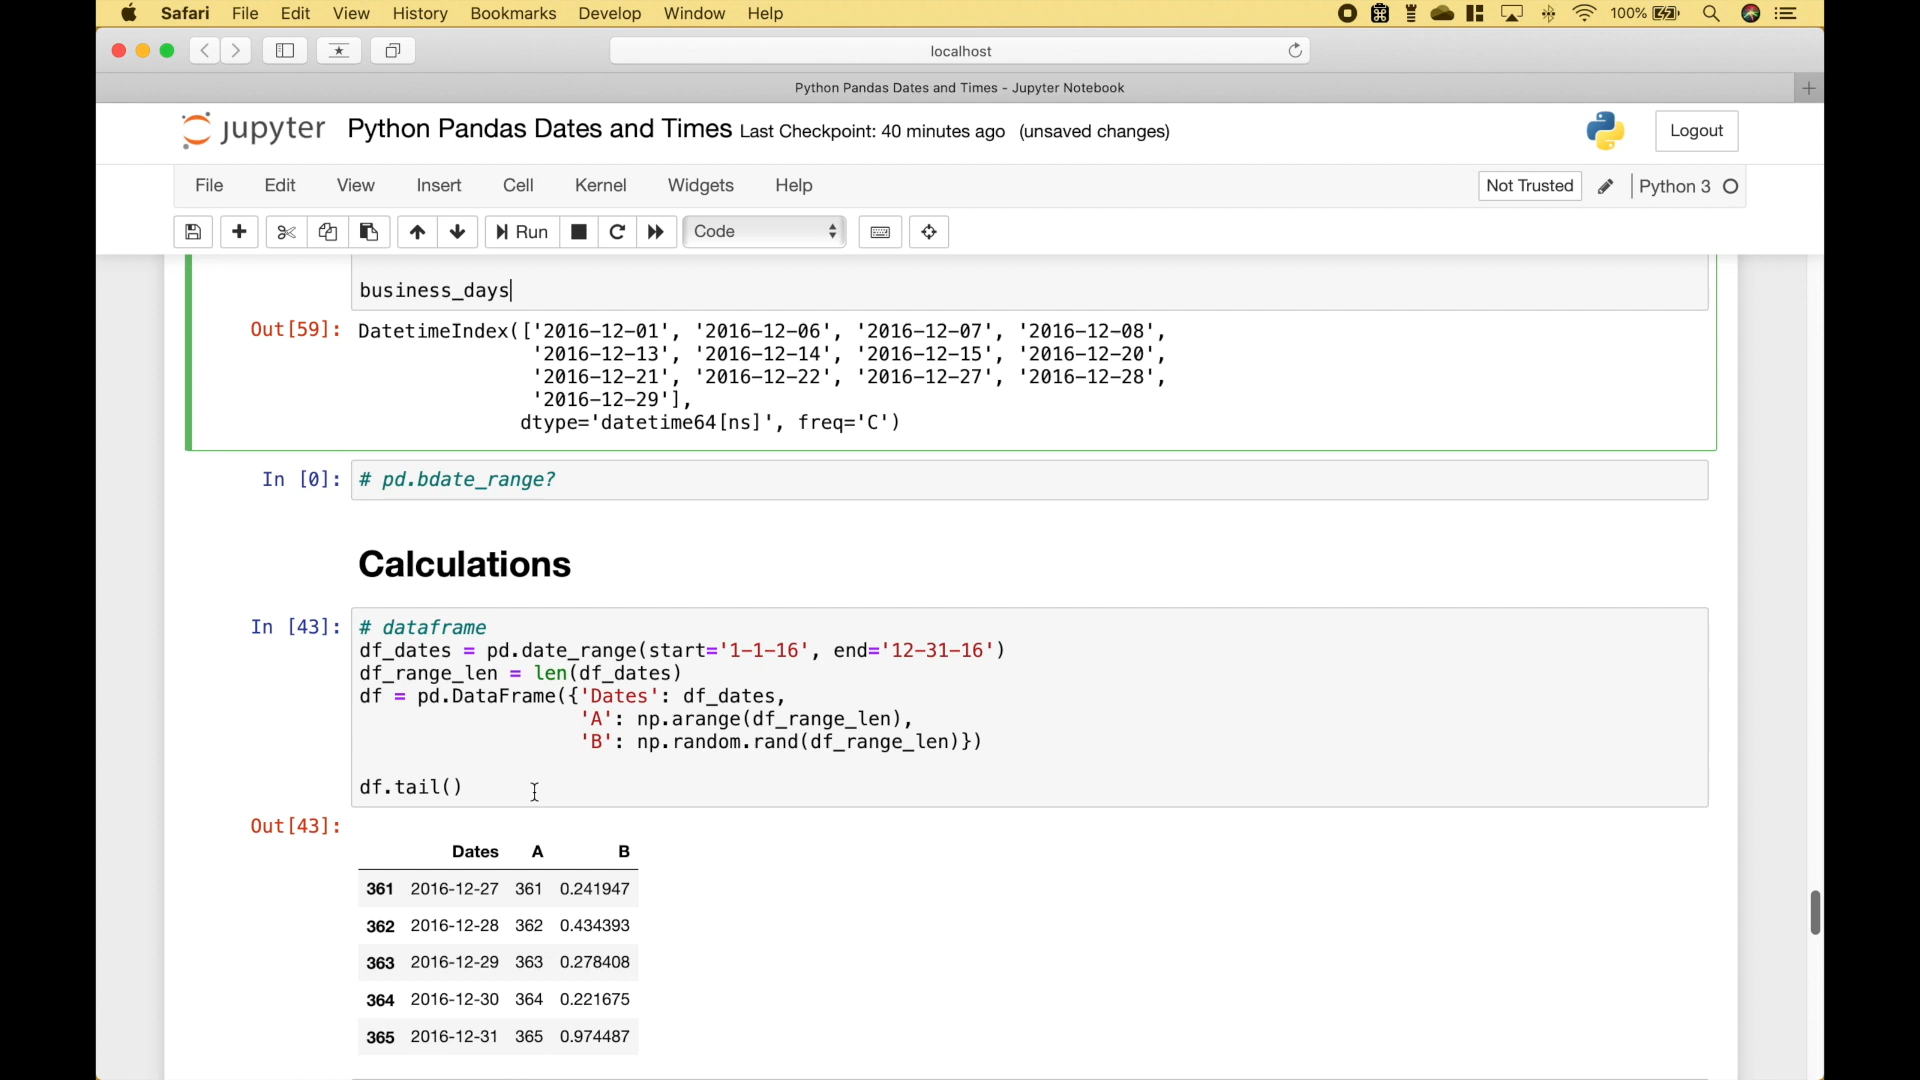 Safari File Edit View History Bookmarks Develop Window Help 100%
localhost
Python Pandas Dates and Times - Jupyter Notebook
jupyter Python Pandas Dates and Times Last Checkpoint: 40 minutes ago (unsaved changes) Logout
File Edit View Insert Cell Kernel Widgets Help Not Trusted Python 3
Run Code
business_days
Out[59]: DatetimeIndex(['2016-12-01', '2016-12-06', '2016-12-07', '2016-12-08',
'2016-12-13', '2016-12-14', '2016-12-15', '2016-12-20',
'2016-12-21', '2016-12-22', '2016-12-27', '2016-12-28',
'2016-12-29'],
dtype='datetime64[ns]', freq='C')
In [0]: # pd.bdate_range?
Calculations
In [43]: # dataframe
df_dates = pd.date_range(start='1-1-16', end='12-31-16')
df_range_len = len(df_dates)
df = pd.DataFrame({'Dates': df_dates,
'A': np.arange(df_range_len),
'B': np.random.rand(df_range_len)})
df.tail()
Out[43]:
Dates A B
361 2016-12-27 361 0.241947
362 2016-12-28 362 0.434393
363 2016-12-29 363 0.278408
364 2016-12-30 364 0.221675
365 2016-12-31 365 0.974487